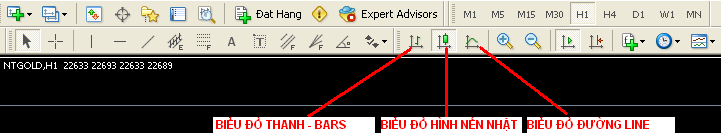 Đat Hang Expert Advisors M1 M5 M15 M30 H1 H4 D1 W1 MN
A T
NTGOLD,H1 22633 22693 22633 22689
BIỂU ĐỒ THANH - BARS BIỂU ĐỒ HÌNH NẾN NHẬT BIỂU ĐỒ ĐƯỜNG LINE